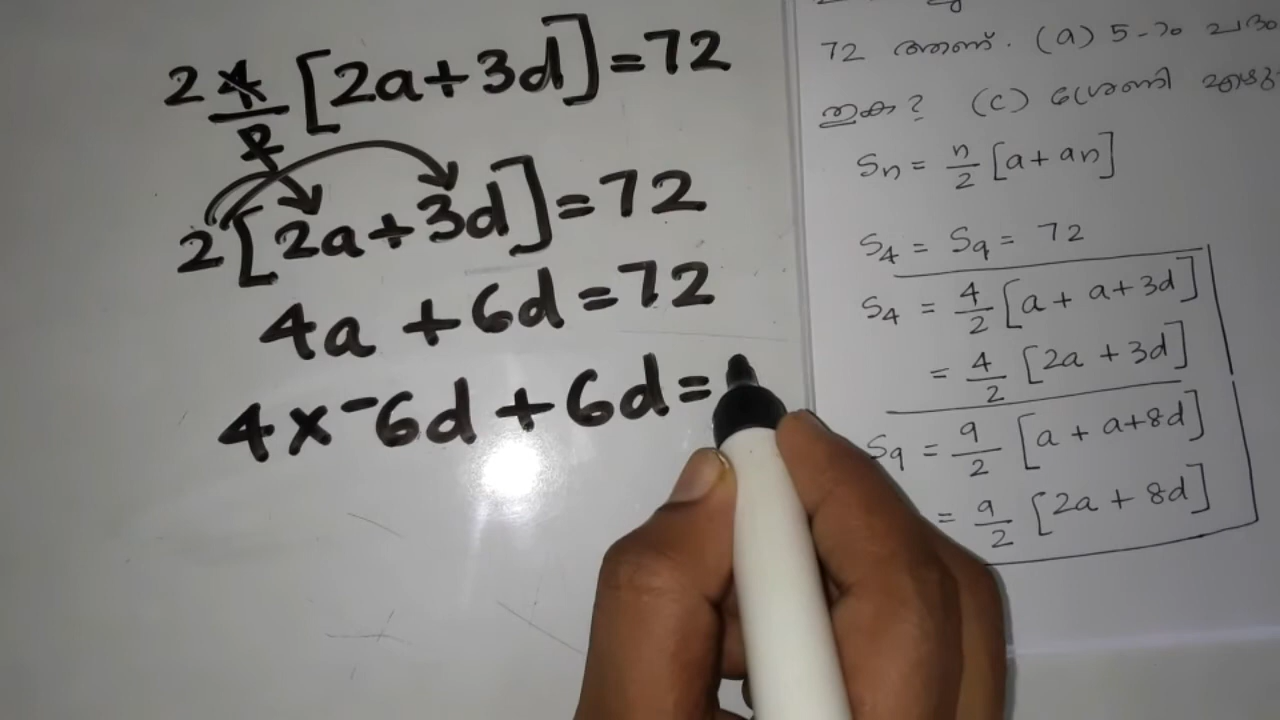 2 4/2 [2a+3d]=72
2[2a+3d]=72
4a +6d=72
4x-6d+6d=
72 ആണ്. (a) 5-ാം
ഇക? (c) ശ്രേണി
Sn = n/2 [a+an]
S4 = S9 = 72
S4 = 4/2 [a+a+3d]
= 4/2 [2a+3d]
S9 = 9/2 [a+a+8d]
= 9/2 [2a+8d]